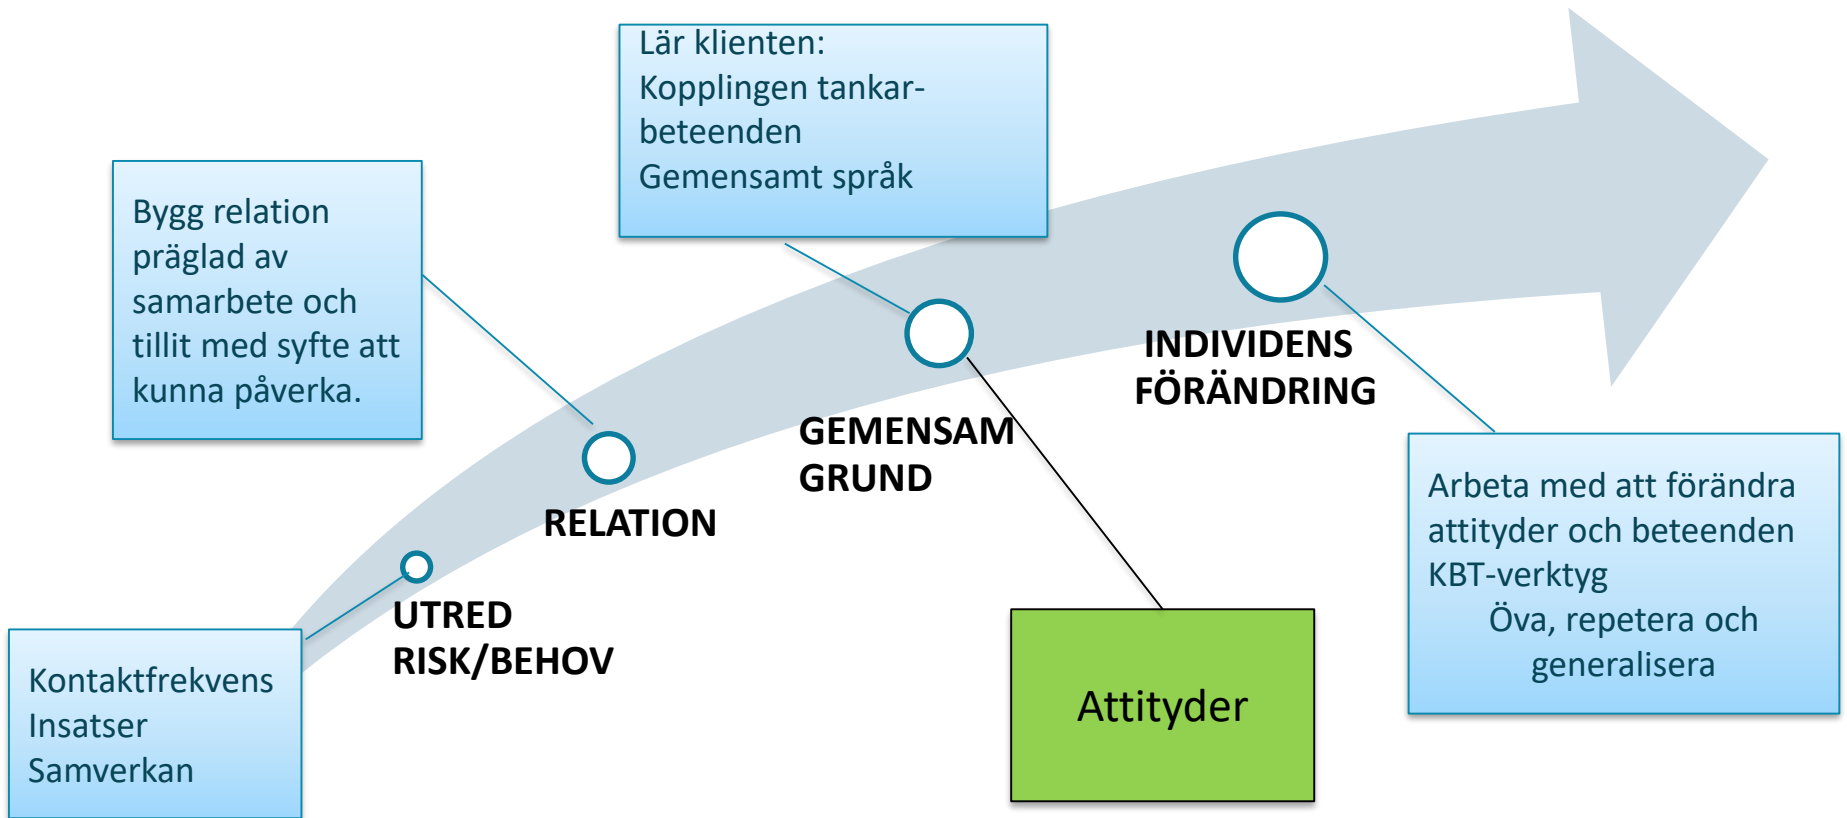 Lär klienten:
Kopplingen tankar-
beteenden
Gemensamt språk
Bygg relation
präglad av
samarbete och
tillit med syfte att
kunna påverka.
INDIVIDENS
FÖRÄNDRING
GEMENSAM
GRUND
RELATION
UTRED
RISK/BEHOV
Arbeta med att förändra
attityder och beteenden
KBT-verktyg
Öva, repetera och
generalisera
Kontaktfrekvens
Insatser
Samverkan
Attityder